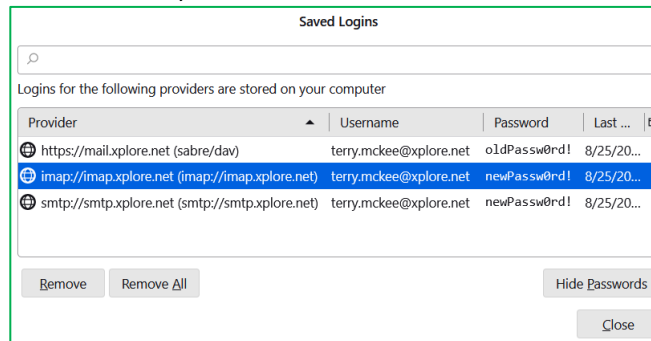 Saved Logins
Logins for the following providers are stored on your computer
Provider Username Password Last ...
https://mail.xplore.net (sabre/dav) terry.mckee@xplore.net oldPassw0rd! 8/25/20...
imap://imap.xplore.net (imap://imap.xplore.net) terry.mckee@xplore.net newPassw0rd! 8/25/20...
smtp://smtp.xplore.net (smtp://smtp.xplore.net) terry.mckee@xplore.net newPassw0rd! 8/25/20...
Remove Remove All Hide Passwords
Close